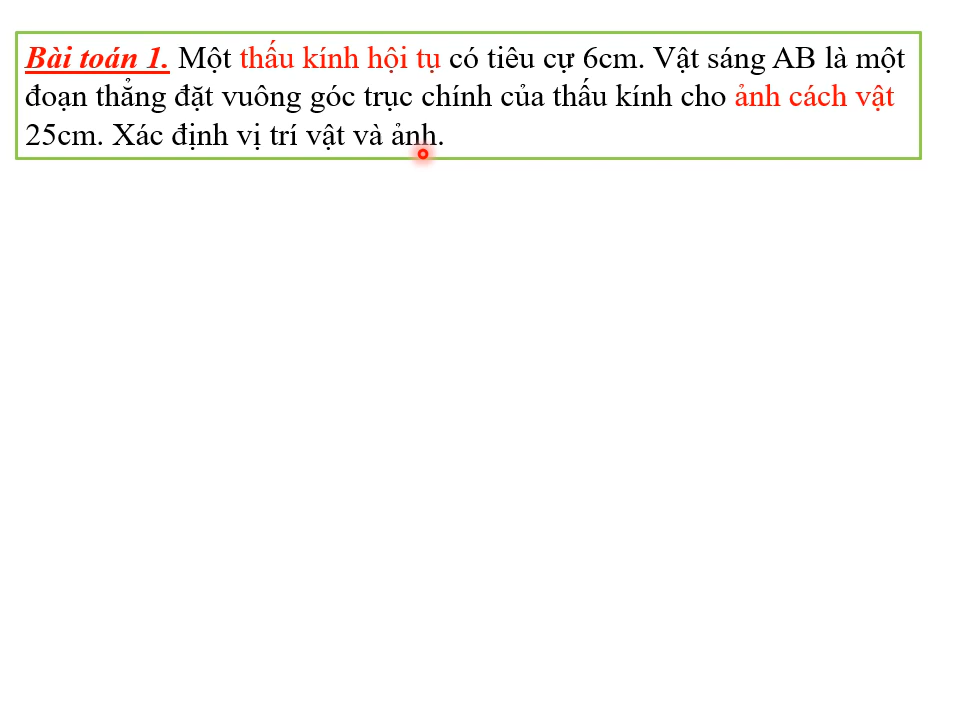 Bài toán 1. Một thấu kính hội tụ có tiêu cự 6cm. Vật sáng AB là một
đoạn thẳng đặt vuông góc trục chính của thấu kính cho ảnh cách vật
25cm. Xác định vị trí vật và ảnh.